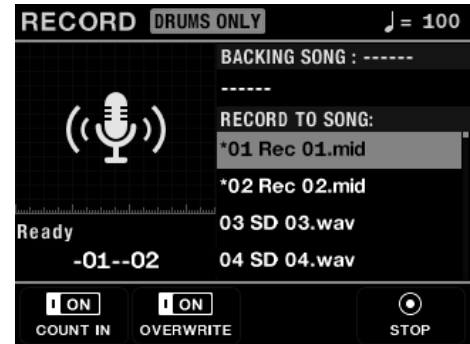 RECORD DRUMS ONLY ♩= 100
BACKING SONG : ------
------
RECORD TO SONG:
*01 Rec 01.mid
*02 Rec 02.mid
03 SD 03.wav
04 SD 04.wav
Ready
-01--02
I ON
COUNT IN
I ON
OVERWRITE
STOP